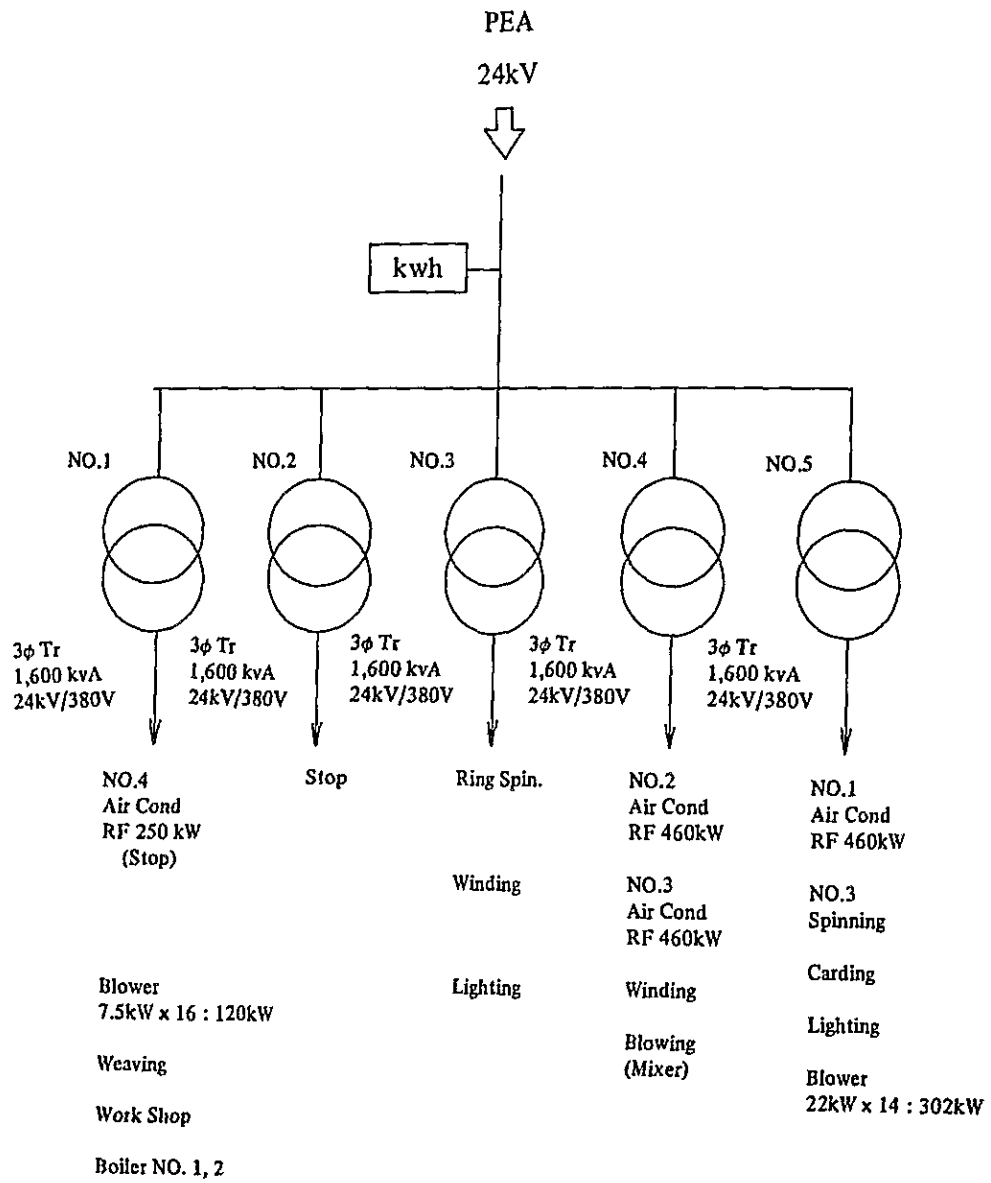 PEA
24kV
kwh
NO.1
NO.2
NO.3
NO.4
NO.5
3φ Tr
1,600 kvA
24kV/380V
3φ Tr
1,600 kvA
24kV/380V
3φ Tr
1,600 kvA
24kV/380V
3φ Tr
1,600 kvA
24kV/380V
3φ Tr
1,600 kvA
24kV/380V
NO.4
Air Cond
RF 250 kW
(Stop)
Blower
7.5kW x 16 : 120kW
Weaving
Work Shop
Boiler NO. 1, 2
Stop
Ring Spin.
Winding
Lighting
NO.2
Air Cond
RF 460kW
NO.3
Air Cond
RF 460kW
Winding
Blowing
(Mixer)
NO.1
Air Cond
RF 460kW
NO.3
Spinning
Carding
Lighting
Blower
22kW x 14 : 302kW